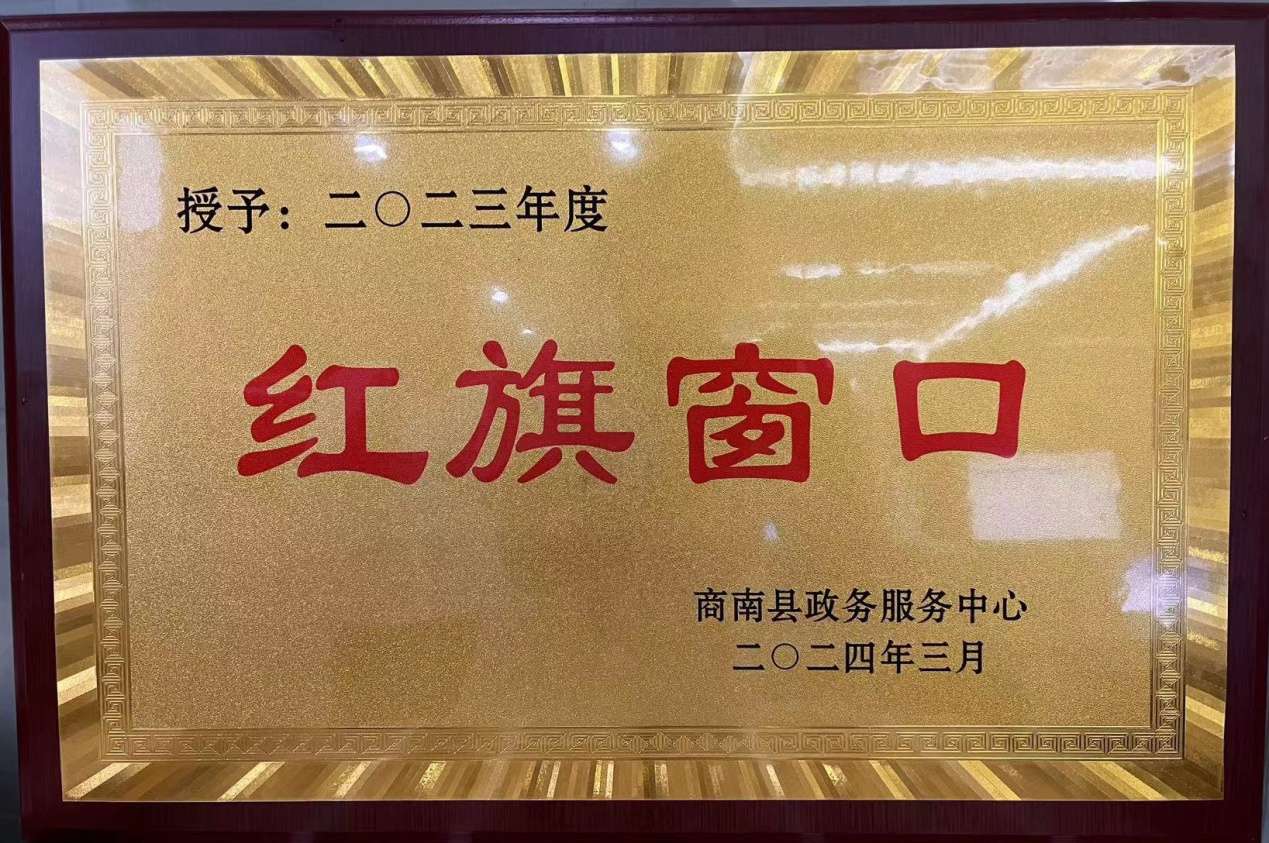 授予：二〇二三年度
红旗窗口
商南县政务服务中心
二〇二四年三月